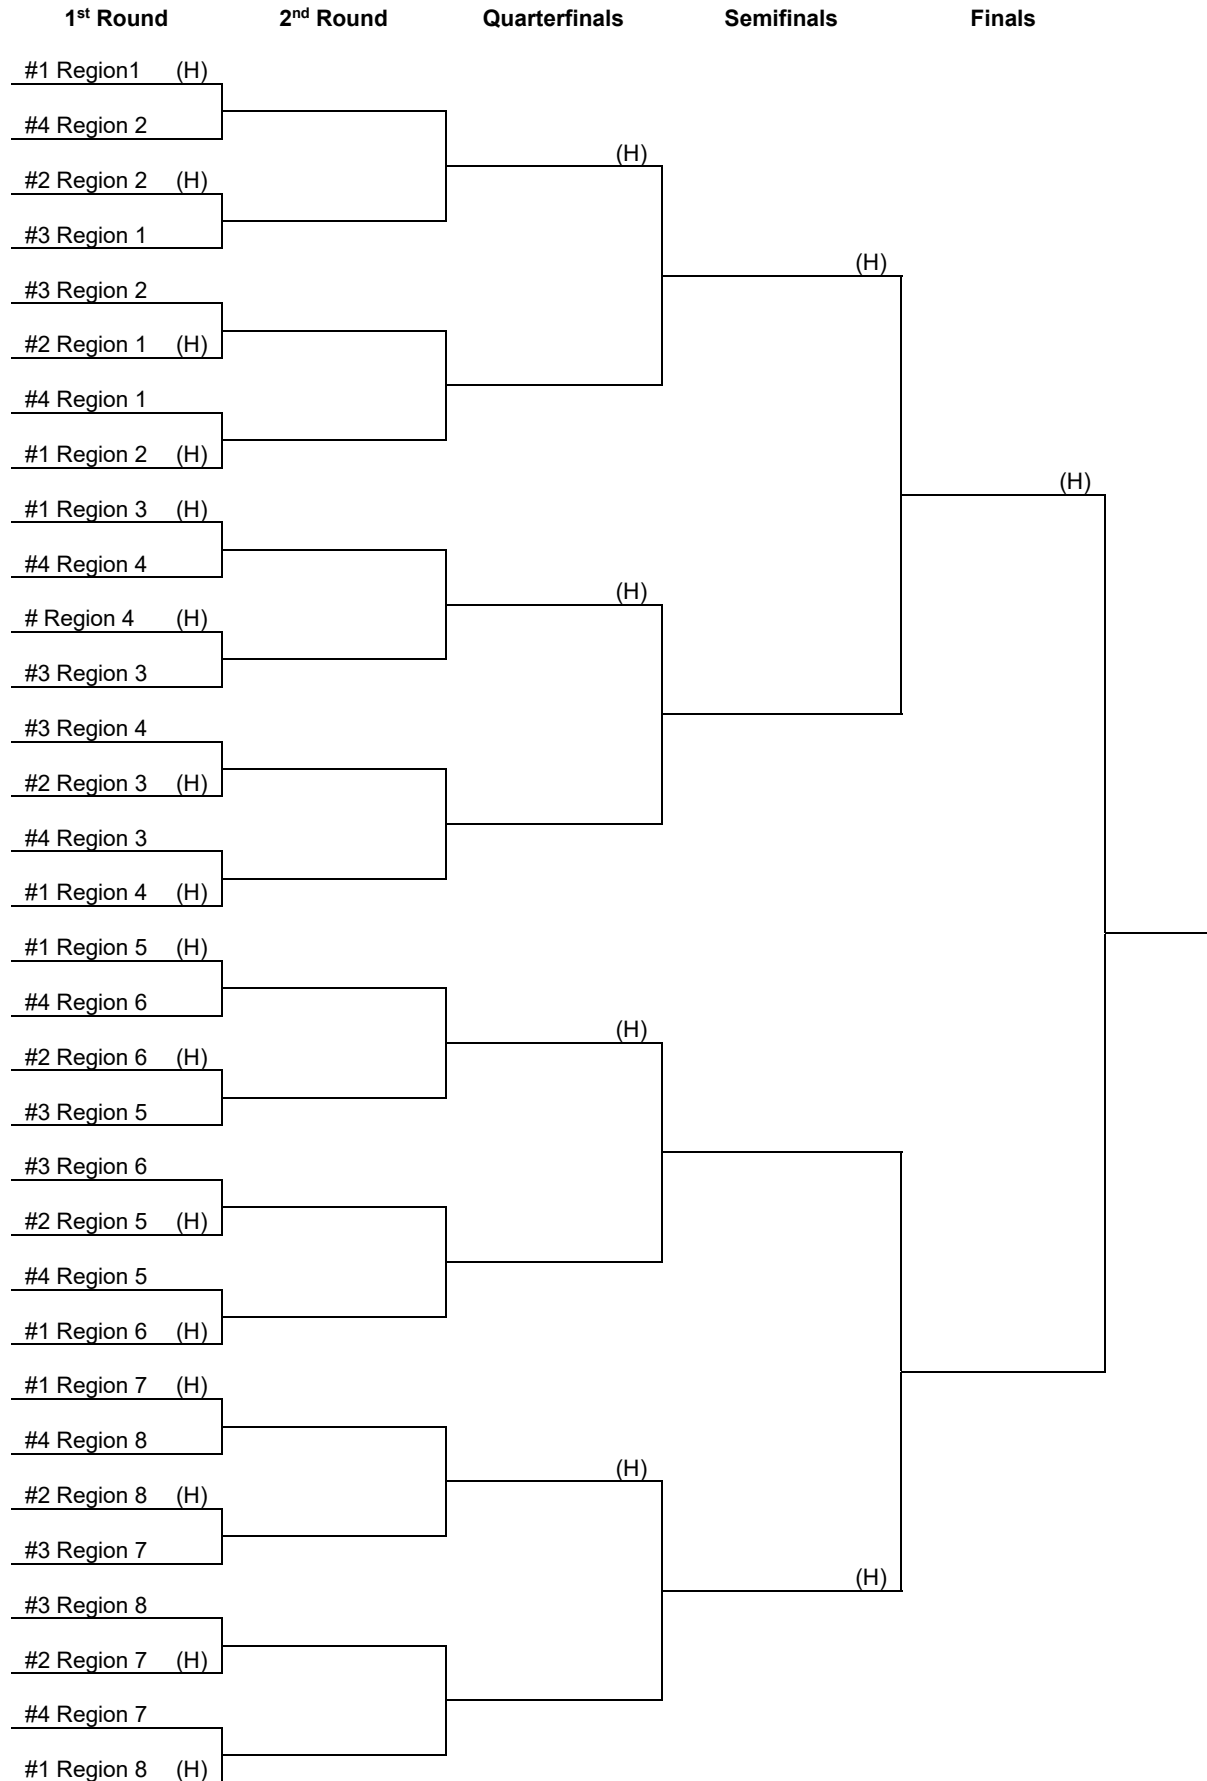 1st Round 2nd Round Quarterfinals Semifinals Finals
#1 Region1 (H)
#4 Region 2
(H)
#2 Region 2 (H)
#3 Region 1
(H)
#3 Region 2
#2 Region 1 (H)
#4 Region 1
#1 Region 2 (H)
(H)
#1 Region 3 (H)
#4 Region 4
(H)
# Region 4 (H)
#3 Region 3
#3 Region 4
#2 Region 3 (H)
#4 Region 3
#1 Region 4 (H)
#1 Region 5 (H)
#4 Region 6
(H)
#2 Region 6 (H)
#3 Region 5
#3 Region 6
#2 Region 5 (H)
#4 Region 5
#1 Region 6 (H)
#1 Region 7 (H)
#4 Region 8
(H)
#2 Region 8 (H)
#3 Region 7
(H)
#3 Region 8
#2 Region 7 (H)
#4 Region 7
#1 Region 8 (H)